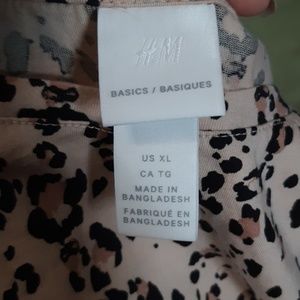 H&M
BASICS / BASIQUES
US XL
CA TG
MADE IN
BANGLADESH
FABRIQUÉ EN
BANGLADESH